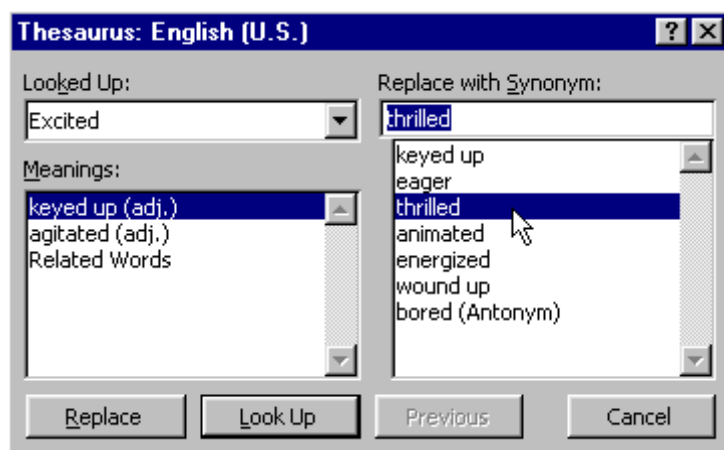 Thesaurus: English (U.S.)
Looked Up:
Excited
Meanings:
keyed up (adj.)
agitated (adj.)
Related Words
Replace with Synonym:
thrilled
keyed up
eager
thrilled
animated
energized
wound up
bored (Antonym)
Replace
Look Up
Previous
Cancel